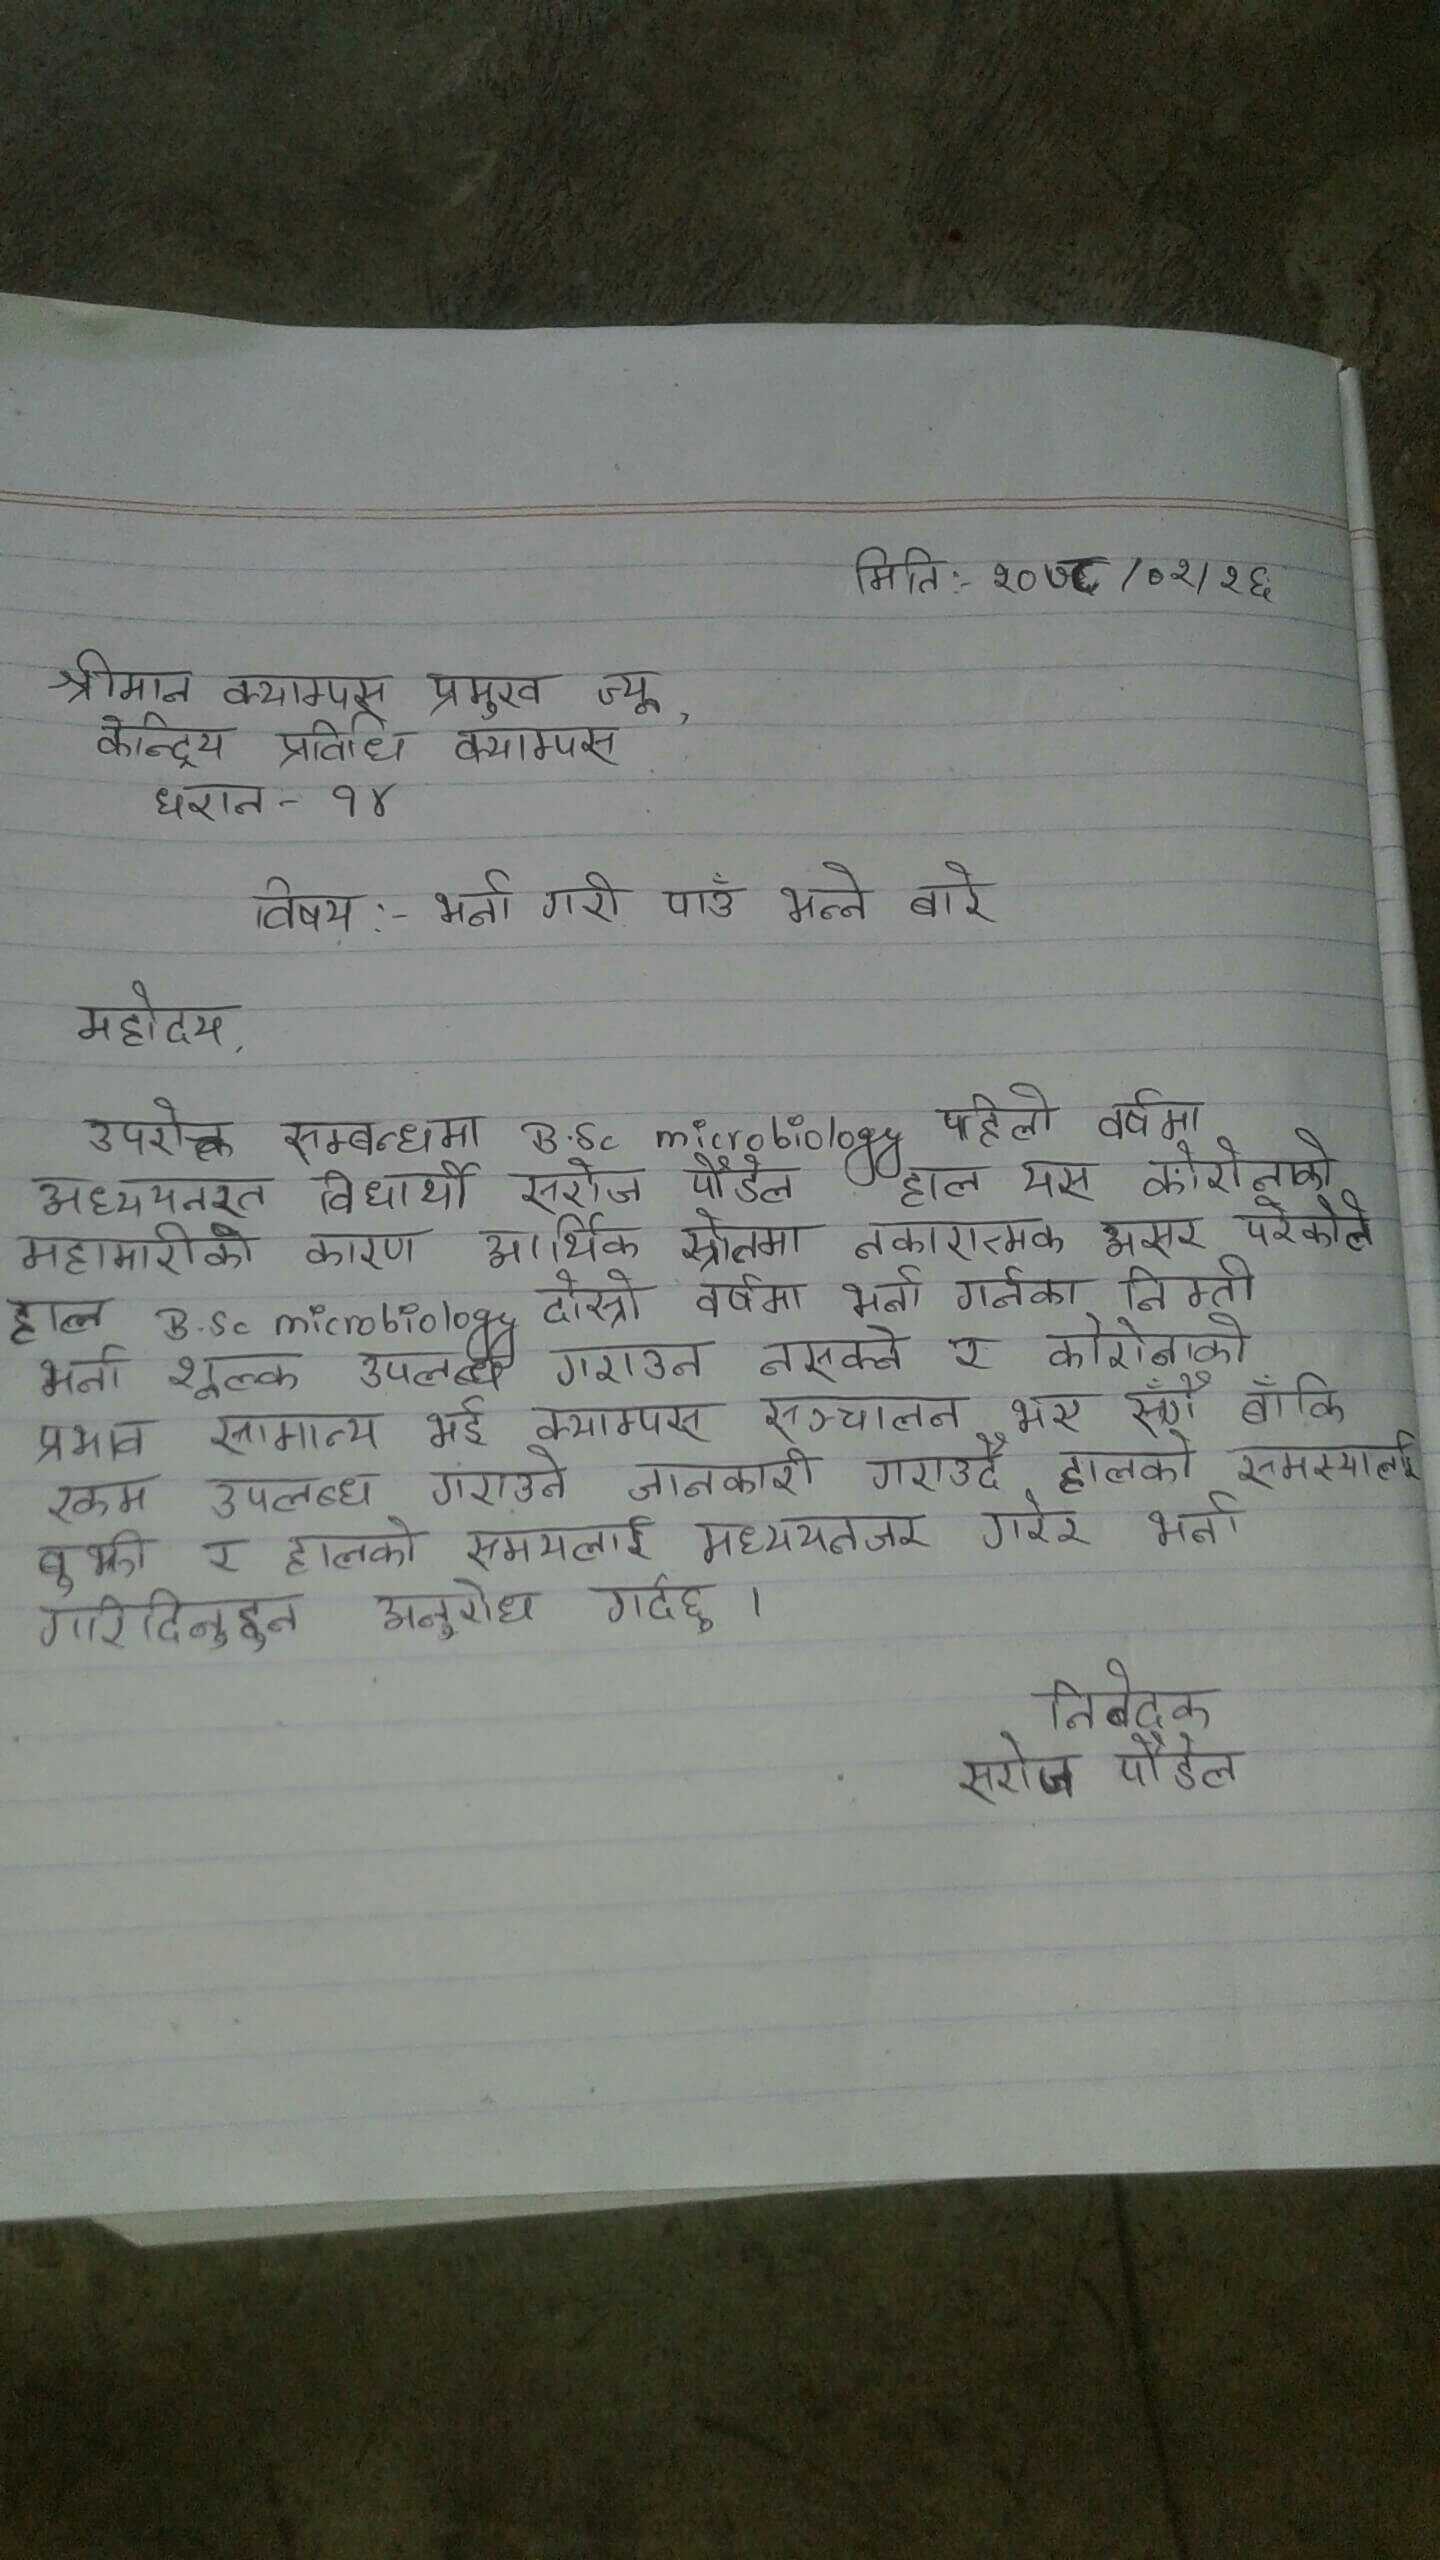 मिति:- २०७८/०२/२६
श्रीमान क्याम्पस प्रमुख ज्यू,
केन्द्रिय प्रविधि क्याम्पस
धरान- १४
विषय:- भर्ना गरी पाउँ भन्ने बारे
महोदय,
उपरोक्त सम्बन्धमा B.Sc microbiology पहिलो वर्षमा
अध्ययनरत विधार्थी सरोज पौडेल हाल यस कोरोनाको
महामारीको कारण आर्थिक स्रोतमा नकारात्मक असर परेकोले
हाल B.Sc microbiology दोस्रो वर्षमा भर्ना गर्नका निम्ती
भर्ना शूल्क उपलब्ध गराउन नसक्ने र कोरोनाको
प्रभाव सामान्य भई क्याम्पस सञ्चालन भए सँगै बाँकि
रकम उपलब्ध गराउने जानकारी गराउदै हालको समस्यालाई
बुझी र हालको समयलाई मध्ययनजर गरेर भर्ना
गरिदिनुहुन अनुरोध गर्दछु ।
निबेदक
सरोज पौडेल